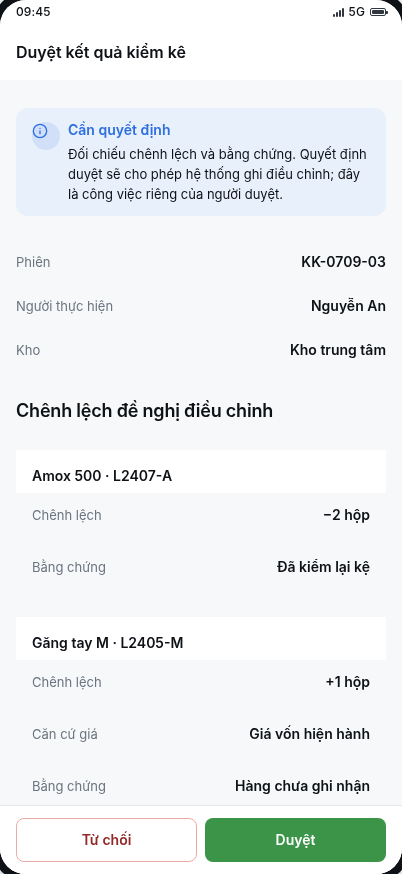 09:45
5G
Duyệt kết quả kiểm kê
Cần quyết định
Đối chiếu chênh lệch và bằng chứng. Quyết định
duyệt sẽ cho phép hệ thống ghi điều chỉnh; đây
là công việc riêng của người duyệt.
Phiên KK-0709-03
Người thực hiện Nguyễn An
Kho Kho trung tâm
Chênh lệch đề nghị điều chỉnh
Amox 500 · L2407-A
Chênh lệch −2 hộp
Bằng chứng Đã kiểm lại kệ
Găng tay M · L2405-M
Chênh lệch +1 hộp
Căn cứ giá Giá vốn hiện hành
Bằng chứng Hàng chưa ghi nhận
Từ chối Duyệt